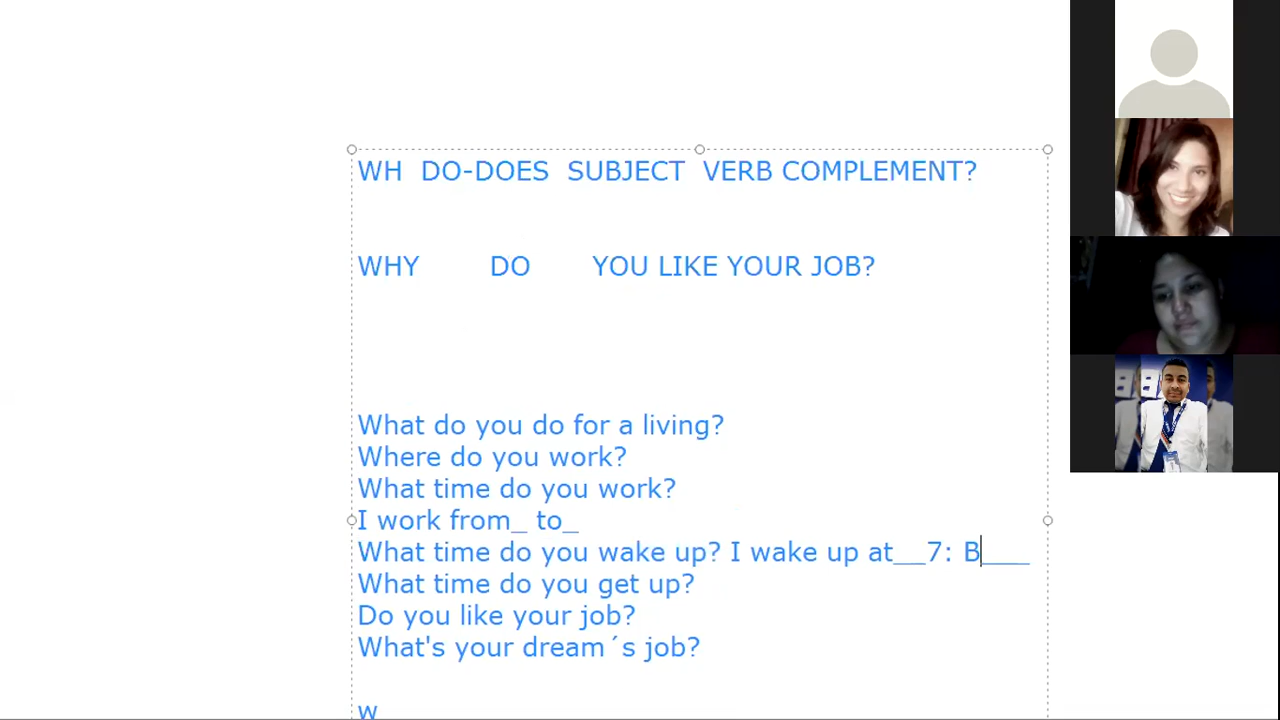 WH DO-DOES SUBJECT VERB COMPLEMENT?
WHY DO YOU LIKE YOUR JOB?
What do you do for a living?
Where do you work?
What time do you work?
I work from_ to_
What time do you wake up? I wake up at__7: B___
What time do you get up?
Do you like your job?
What's your dream´s job?
w